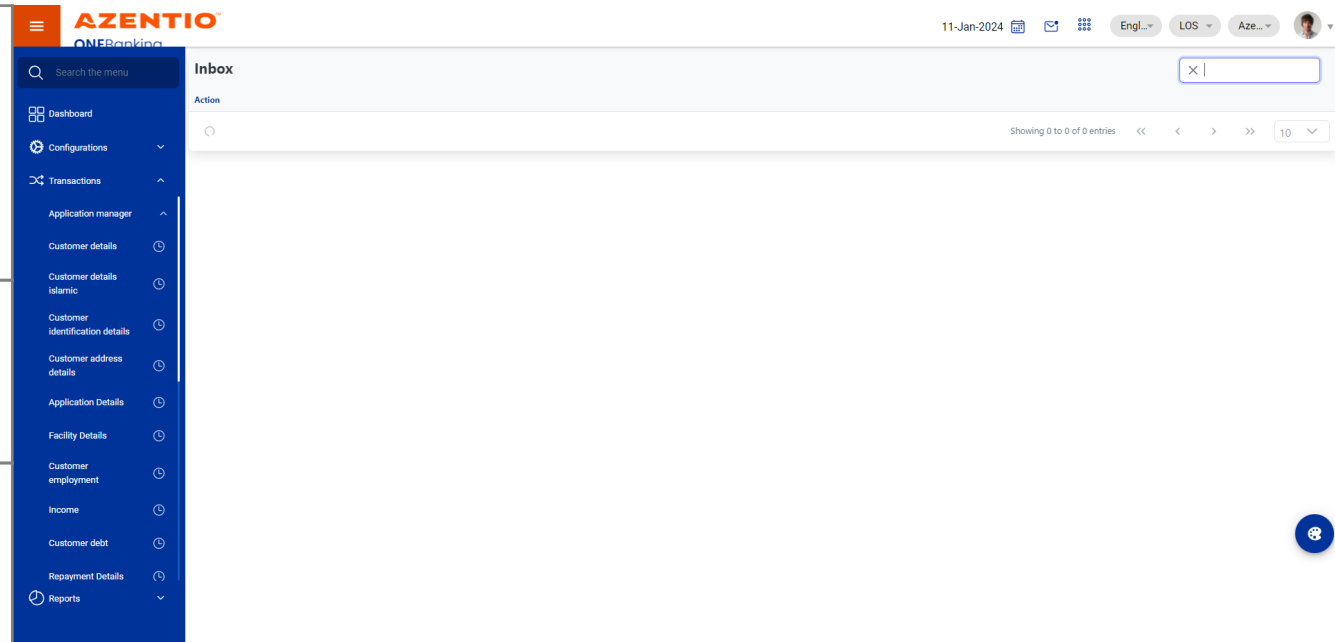 AZENTIO
ONEBanking
11-Jan-2024
Engl...
LOS
Aze...
Search the menu
Dashboard
Configurations
Transactions
Application manager
Customer details
Customer details
islamic
Customer
identification details
Customer address
details
Application Details
Facility Details
Customer
employment
Income
Customer debt
Repayment Details
Reports
Inbox
Action
Showing 0 to 0 of 0 entries
10